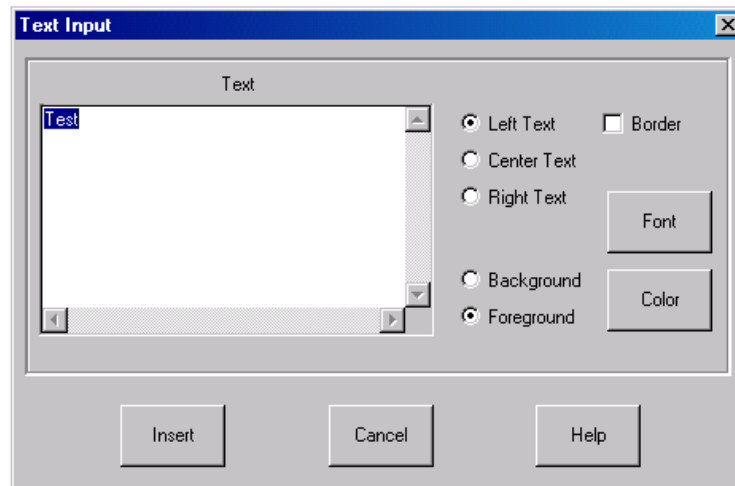 Text Input
Text
Test
Left Text
Border
Center Text
Right Text
Font
Background
Color
Foreground
Insert
Cancel
Help